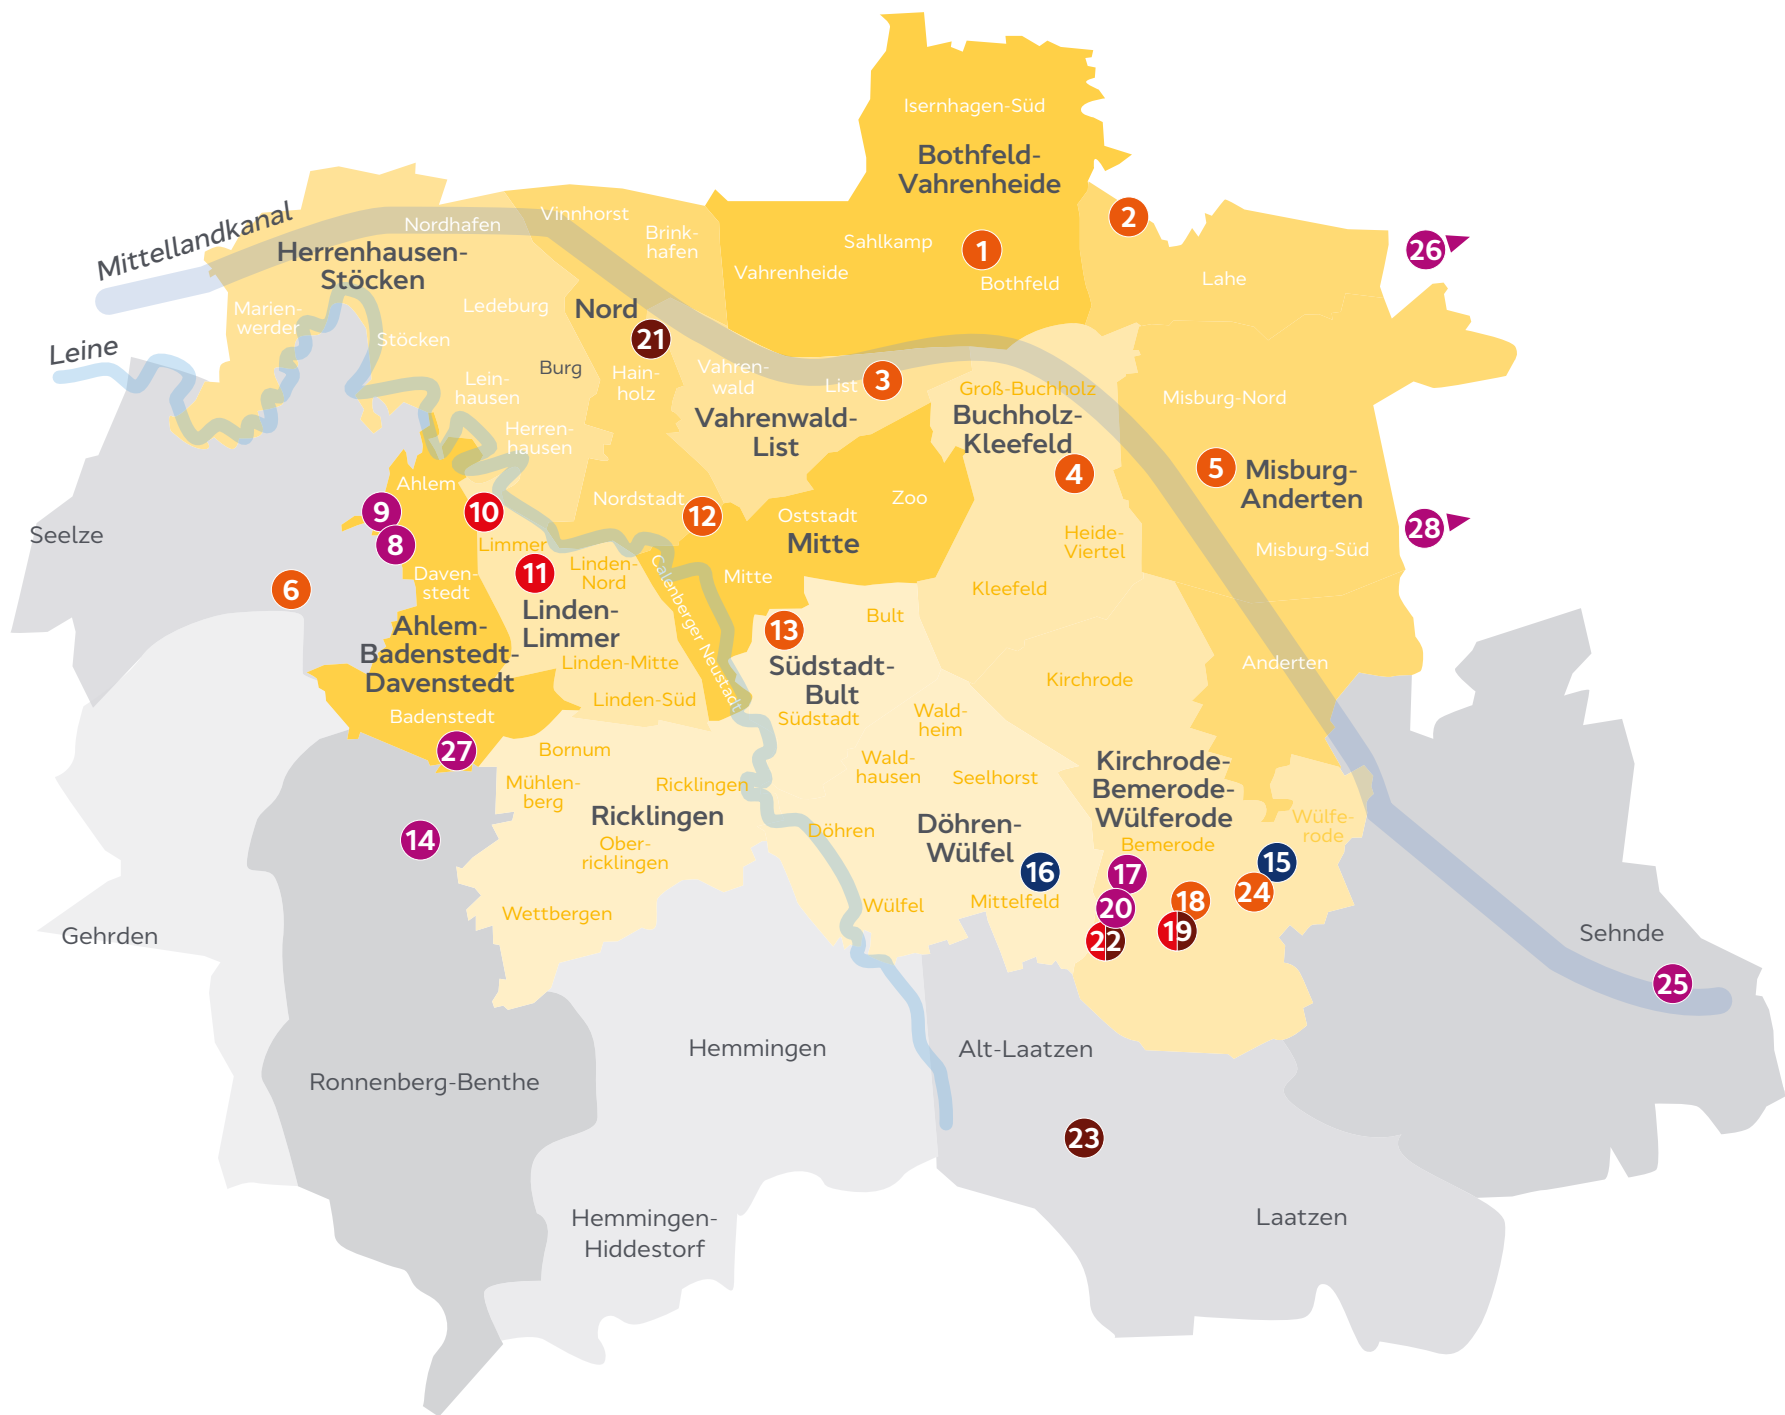 Isernhagen-Süd
Bothfeld-
Vahrenheide
Mittellandkanal
Nordhafen
Vinnhorst
Brink-
hafen
Sahlkamp
1
2
26
Herrenhausen-
Stöcken
Vahrenheide
Bothfeld
Lahe
Marien-
werder
Ledeburg
Nord
21
Leine
Stöcken
Burg
Lein-
hausen
Hain-
holz
Vahren-
wald
List
3
Groß-Buchholz
Misburg-Nord
Vahrenwald-
List
Buchholz-
Kleefeld
Herren-
hausen
4
5
Misburg-
Anderten
Ahlem
Nordstadt
Zoo
9
10
12
Oststadt
Mitte
28
Seelze
8
Limmer
Heide-
Viertel
Misburg-Süd
6
Daven-
stedt
11
Linden-
Nord
Calenberger Neustadt
Mitte
Kleefeld
Linden-
Limmer
13
Bult
Ahlem-
Badenstedt-
Davenstedt
Linden-Mitte
Südstadt-
Bult
Kirchrode
Anderten
Linden-Süd
Badenstedt
Südstadt
Wald-
heim
27
Bornum
Wald-
hausen
Seelhorst
Kirchrode-
Bemerode-
Wülferode
Mühlen-
berg
Ricklingen
Ricklingen
Wülfe-
rode
14
Ober-
ricklingen
Döhren
Döhren-
Wülfel
Bemerode
16
17
15
24
Wettbergen
Wülfel
Mittelfeld
20
18
22
19
Gehrden
Sehnde
25
Hemmingen
Alt-Laatzen
Ronnenberg-Benthe
23
Hemmingen-
Hiddestorf
Laatzen